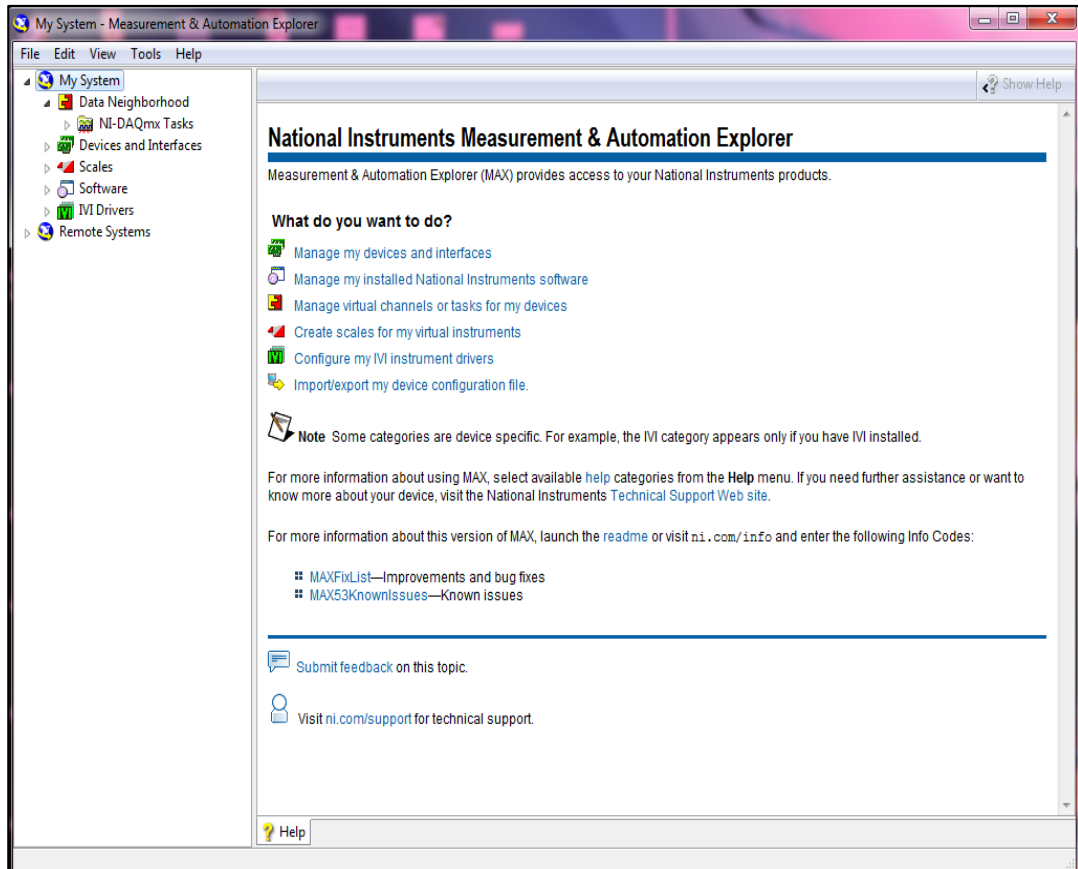 My System - Measurement & Automation Explorer
File Edit View Tools Help
My System
Data Neighborhood
NI-DAQmx Tasks
Devices and Interfaces
Scales
Software
IVI Drivers
Remote Systems
Show Help
National Instruments Measurement & Automation Explorer
Measurement & Automation Explorer (MAX) provides access to your National Instruments products.
What do you want to do?
Manage my devices and interfaces
Manage my installed National Instruments software
Manage virtual channels or tasks for my devices
Create scales for my virtual instruments
Configure my IVI instrument drivers
Import/export my device configuration file.
Note Some categories are device specific. For example, the IVI category appears only if you have IVI installed.
For more information about using MAX, select available help categories from the Help menu. If you need further assistance or want to
know more about your device, visit the National Instruments Technical Support Web site.
For more information about this version of MAX, launch the readme or visit ni.com/info and enter the following Info Codes:
MAXFixList—Improvements and bug fixes
MAX53KnownIssues—Known issues
Submit feedback on this topic.
Visit ni.com/support for technical support.
Help